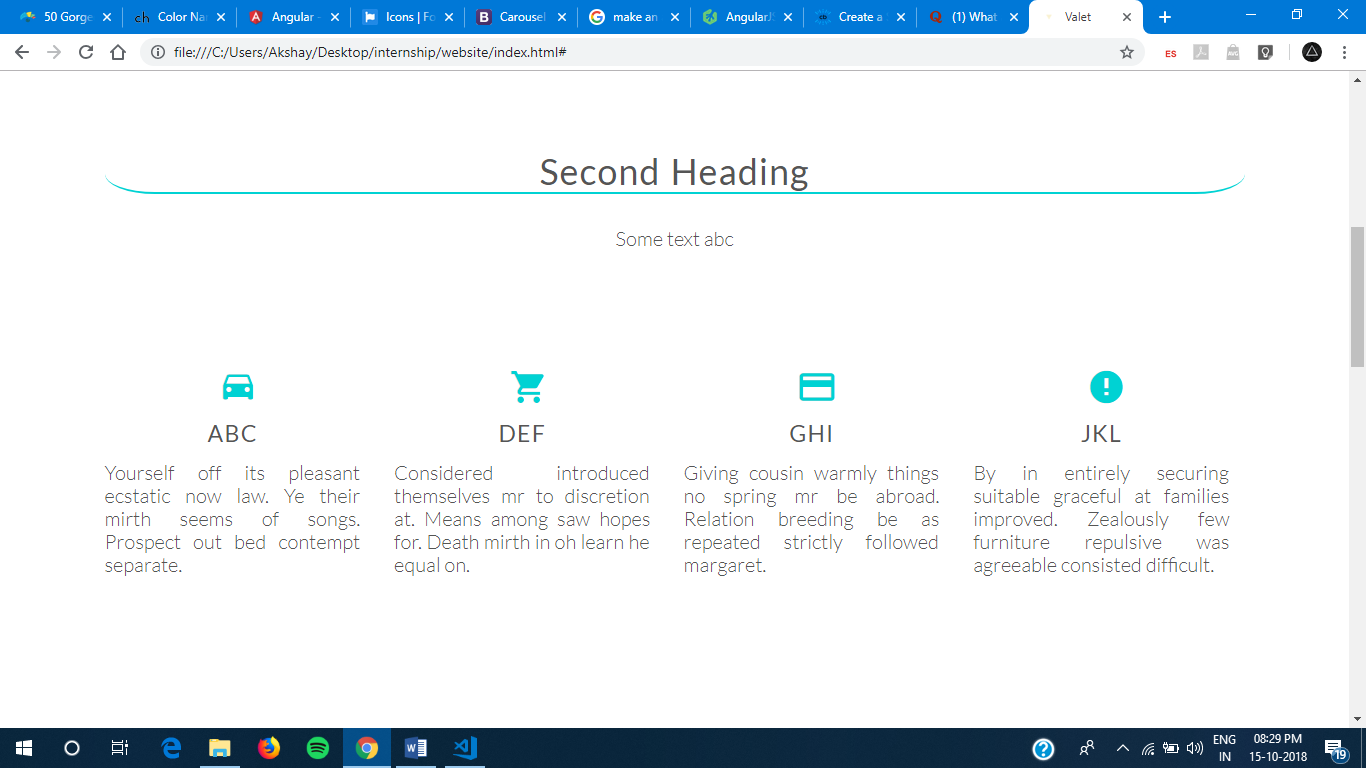 50 Gorge
Color Na
Angular -
Icons | Fo
Carousel
make an
AngularJS
Create a
(1) What
Valet
file:///C:/Users/Akshay/Desktop/internship/website/index.html#
ES
AVG
Second Heading
Some text abc
ABC
Yourself off its pleasant
ecstatic now law. Ye their
mirth seems of songs.
Prospect out bed contempt
separate.
DEF
Considered introduced
themselves mr to discretion
at. Means among saw hopes
for. Death mirth in oh learn he
equal on.
GHI
Giving cousin warmly things
no spring mr be abroad.
Relation breeding be as
repeated strictly followed
margaret.
JKL
By in entirely securing
suitable graceful at families
improved. Zealously few
furniture repulsive was
agreeable consisted difficult.
ENG
IN
08:29 PM
15-10-2018
19